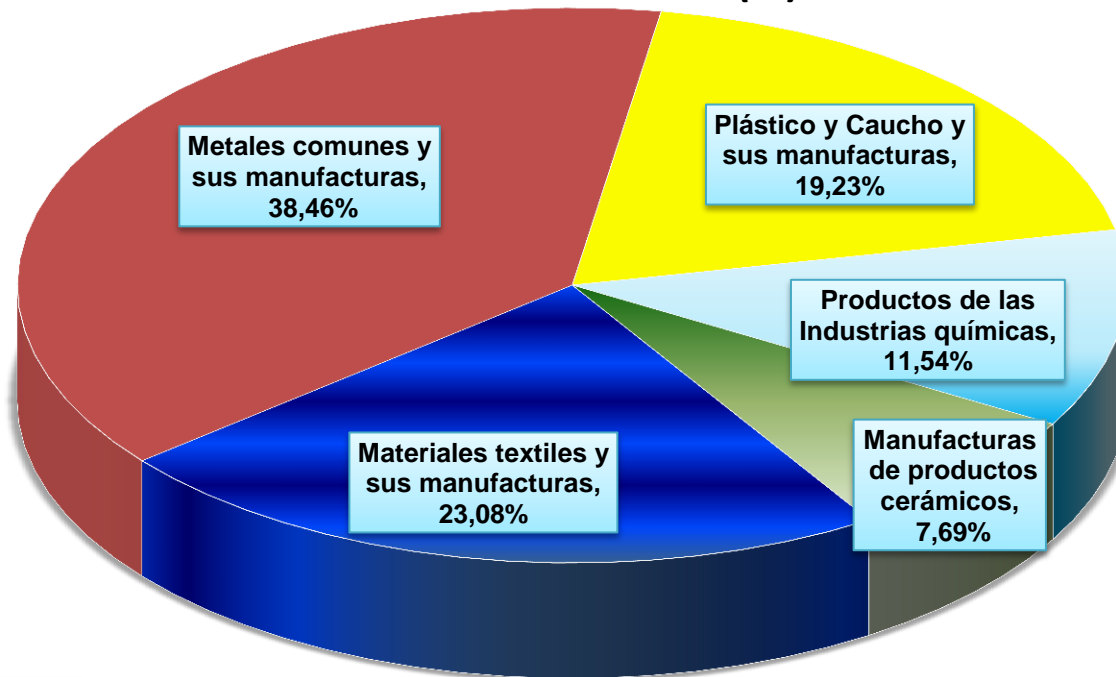 Metales comunes y
sus manufacturas,
38,46%
Plástico y Caucho y
sus manufacturas,
19,23%
Productos de las
Industrias químicas,
11,54%
Manufacturas
de productos
cerámicos,
7,69%
Materiales textiles y
sus manufacturas,
23,08%